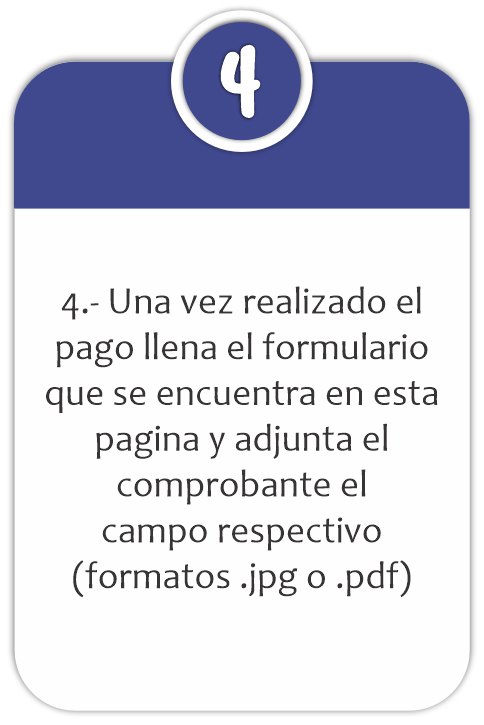 4
4.- Una vez realizado el
pago llena el formulario
que se encuentra en esta
pagina y adjunta el
comprobante el
campo respectivo
(formatos .jpg o .pdf)